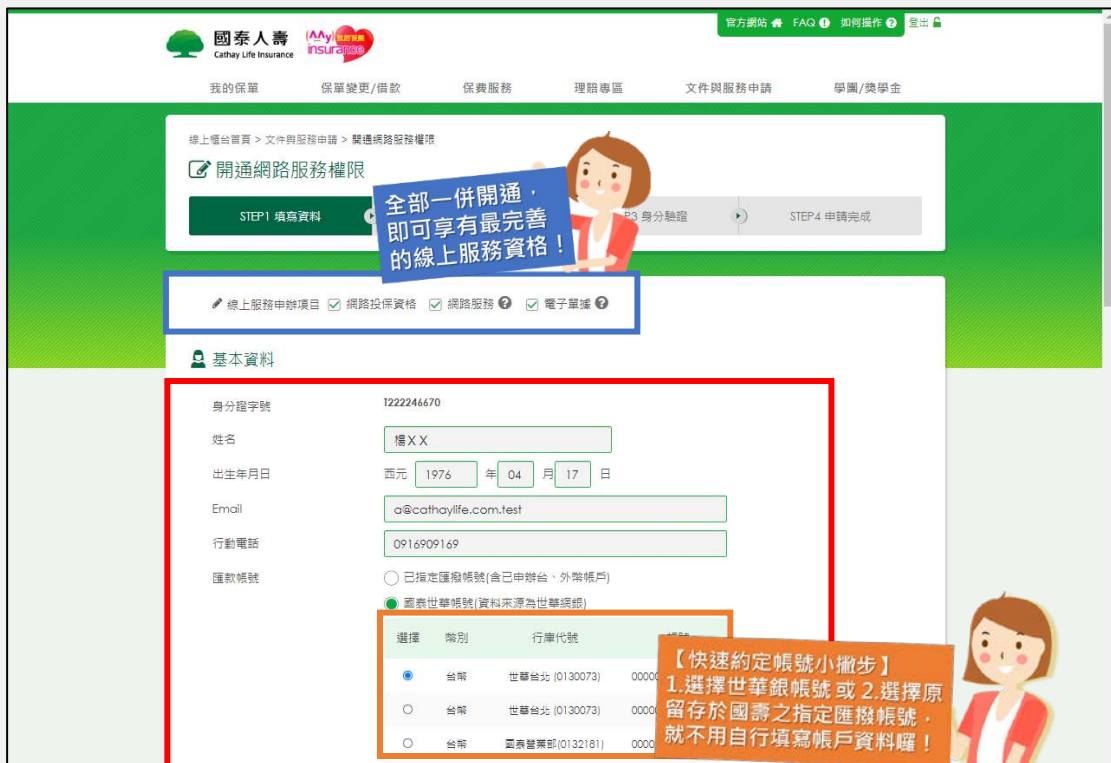 官方網站 FAQ 如何操作 登出
國泰人壽
Cathay Life Insurance
(^^y)
insurance
我的保單 保單變更/借款 保費服務 理賠專區 文件與服務申請 學團/獎學金
線上櫃台首頁 > 文件與服務申請 > 開通網路服務權限
開通網路服務權限
STEP1 填寫資料
P3 身分驗證
STEP4 申請完成
全部一併開通，
即可享有最完善
的線上服務資格！
線上服務申辦項目 網路投保資格 網路服務 電子單據
基本資料
身分證字號 T222246670
姓名 楊XX
出生年月日 西元 1976 年 04 月 17 日
Email a@cathaylife.com.test
行動電話 0916909169
匯款帳號 已指定匯撥帳號(含已申辦台、外幣帳戶)
國泰世華帳號(資料來源為世華網銀)
選擇 幣別 行庫代號
台幣 世華台北 (0130073) 00000
台幣 世華台北 (0130073) 00000
台幣 國泰營業部(0132181) 0000
【快速約定帳號小撇步】
1.選擇世華銀帳號 或 2.選擇原
留存於國壽之指定匯撥帳號，
就不用自行填寫帳戶資料囉！